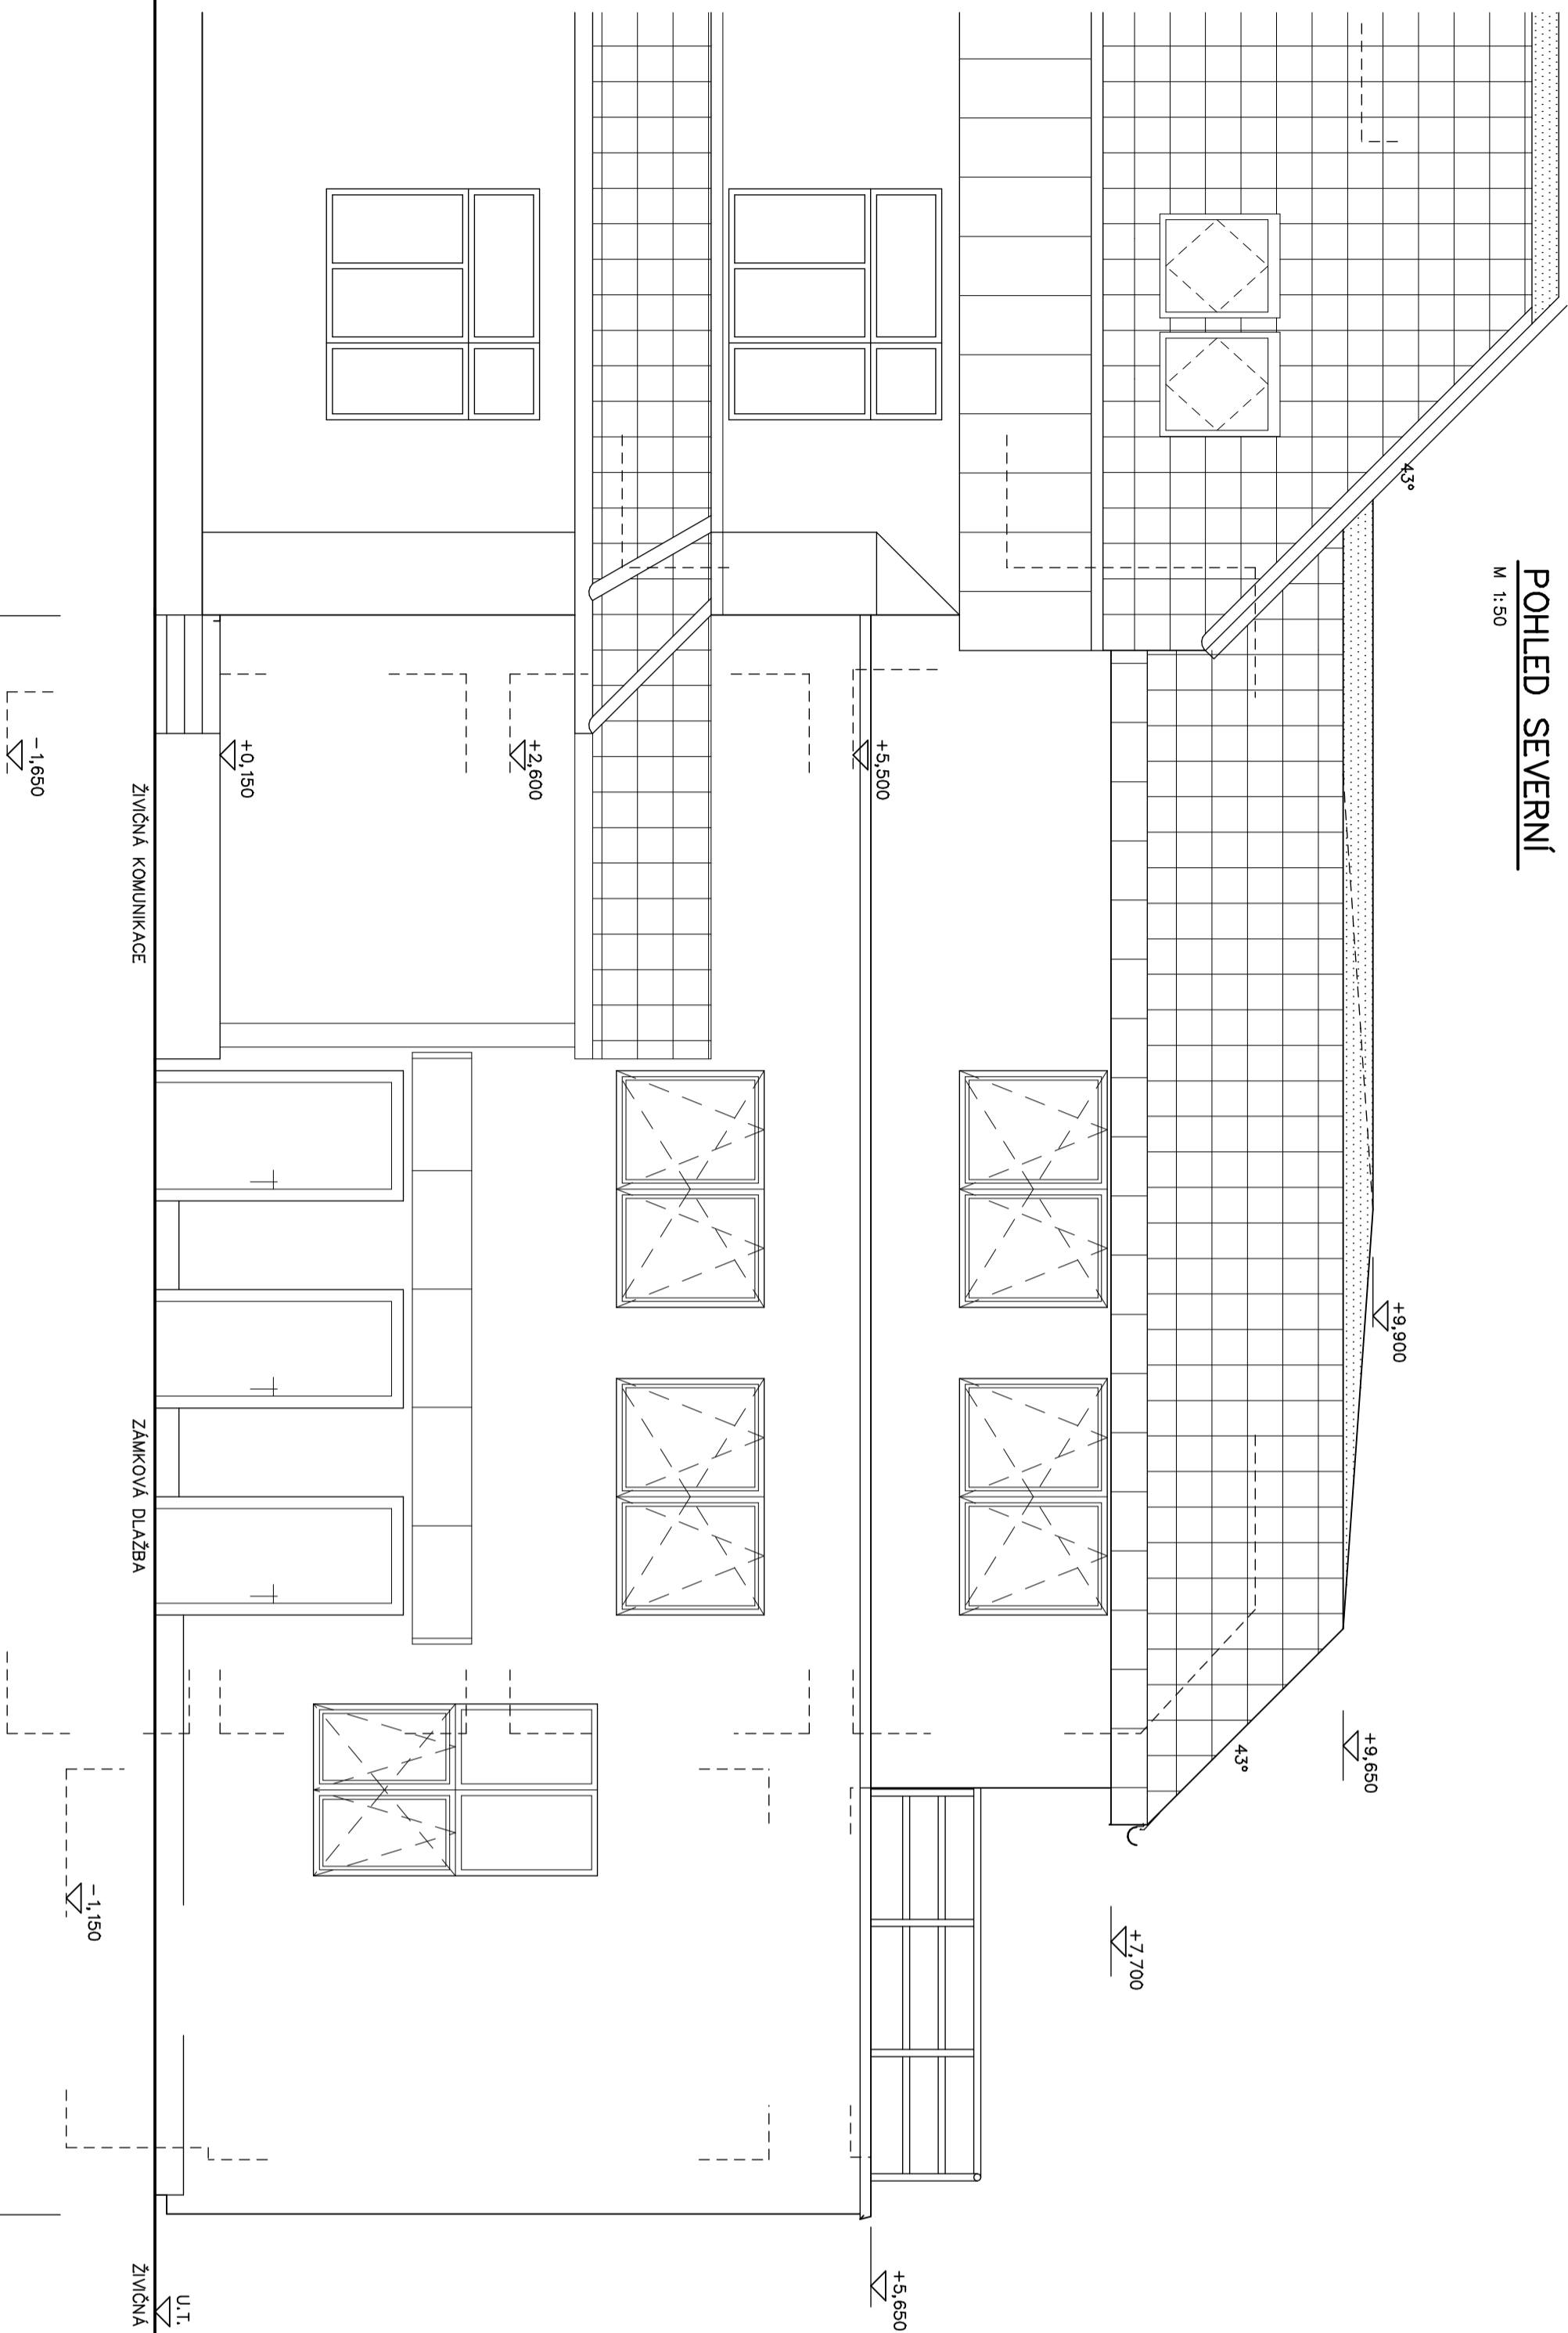 POHLED SEVERNÍ
M 1:50
43°
+9,900
+9,650
43°
+7,700
+5,500
+5,650
+2,600
+0,150
U.T.
ŽIVIČNÁ KOMUNIKACE
ZÁMKOVÁ DLAŽBA
ŽIVIČNÁ
-1,150
-1,650